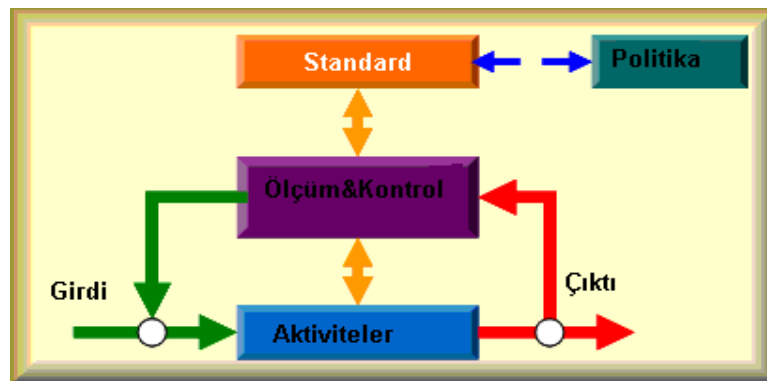 Standard
Politika
Ölçüm&Kontrol
Girdi
Çıktı
Aktiviteler